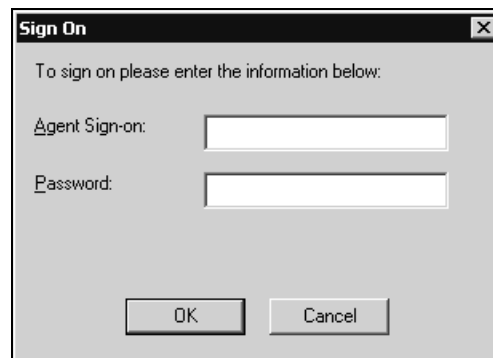 Sign On
To sign on please enter the information below:
Agent Sign-on:
Password:
OK Cancel